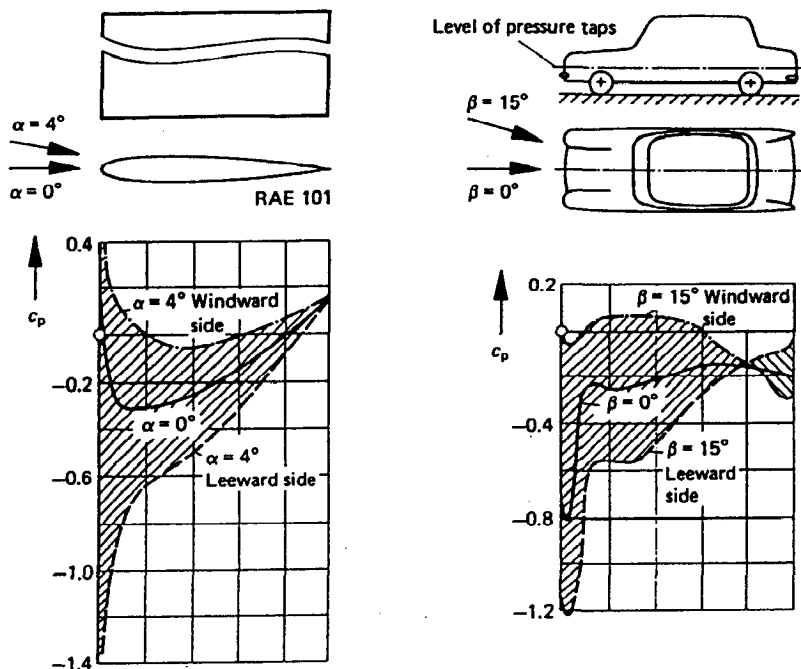 α = 4°
α = 0°
RAE 101
0.4
cp
−0.2
−0.6
−1.0
−1.4
α = 4° Windward
side
α = 0°
α = 4°
Leeward side
Level of pressure taps
β = 15°
β = 0°
0.2
cp
−0.4
−0.8
−1.2
β = 15° Windward
side
β = 0°
β = 15°
Leeward
side